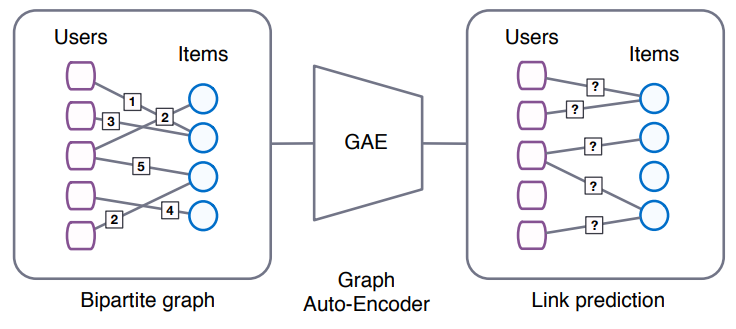 Users
Items
1
2
3
5
4
2
Bipartite graph
GAE
Graph
Auto-Encoder
Users
Items
?
?
?
?
?
Link prediction